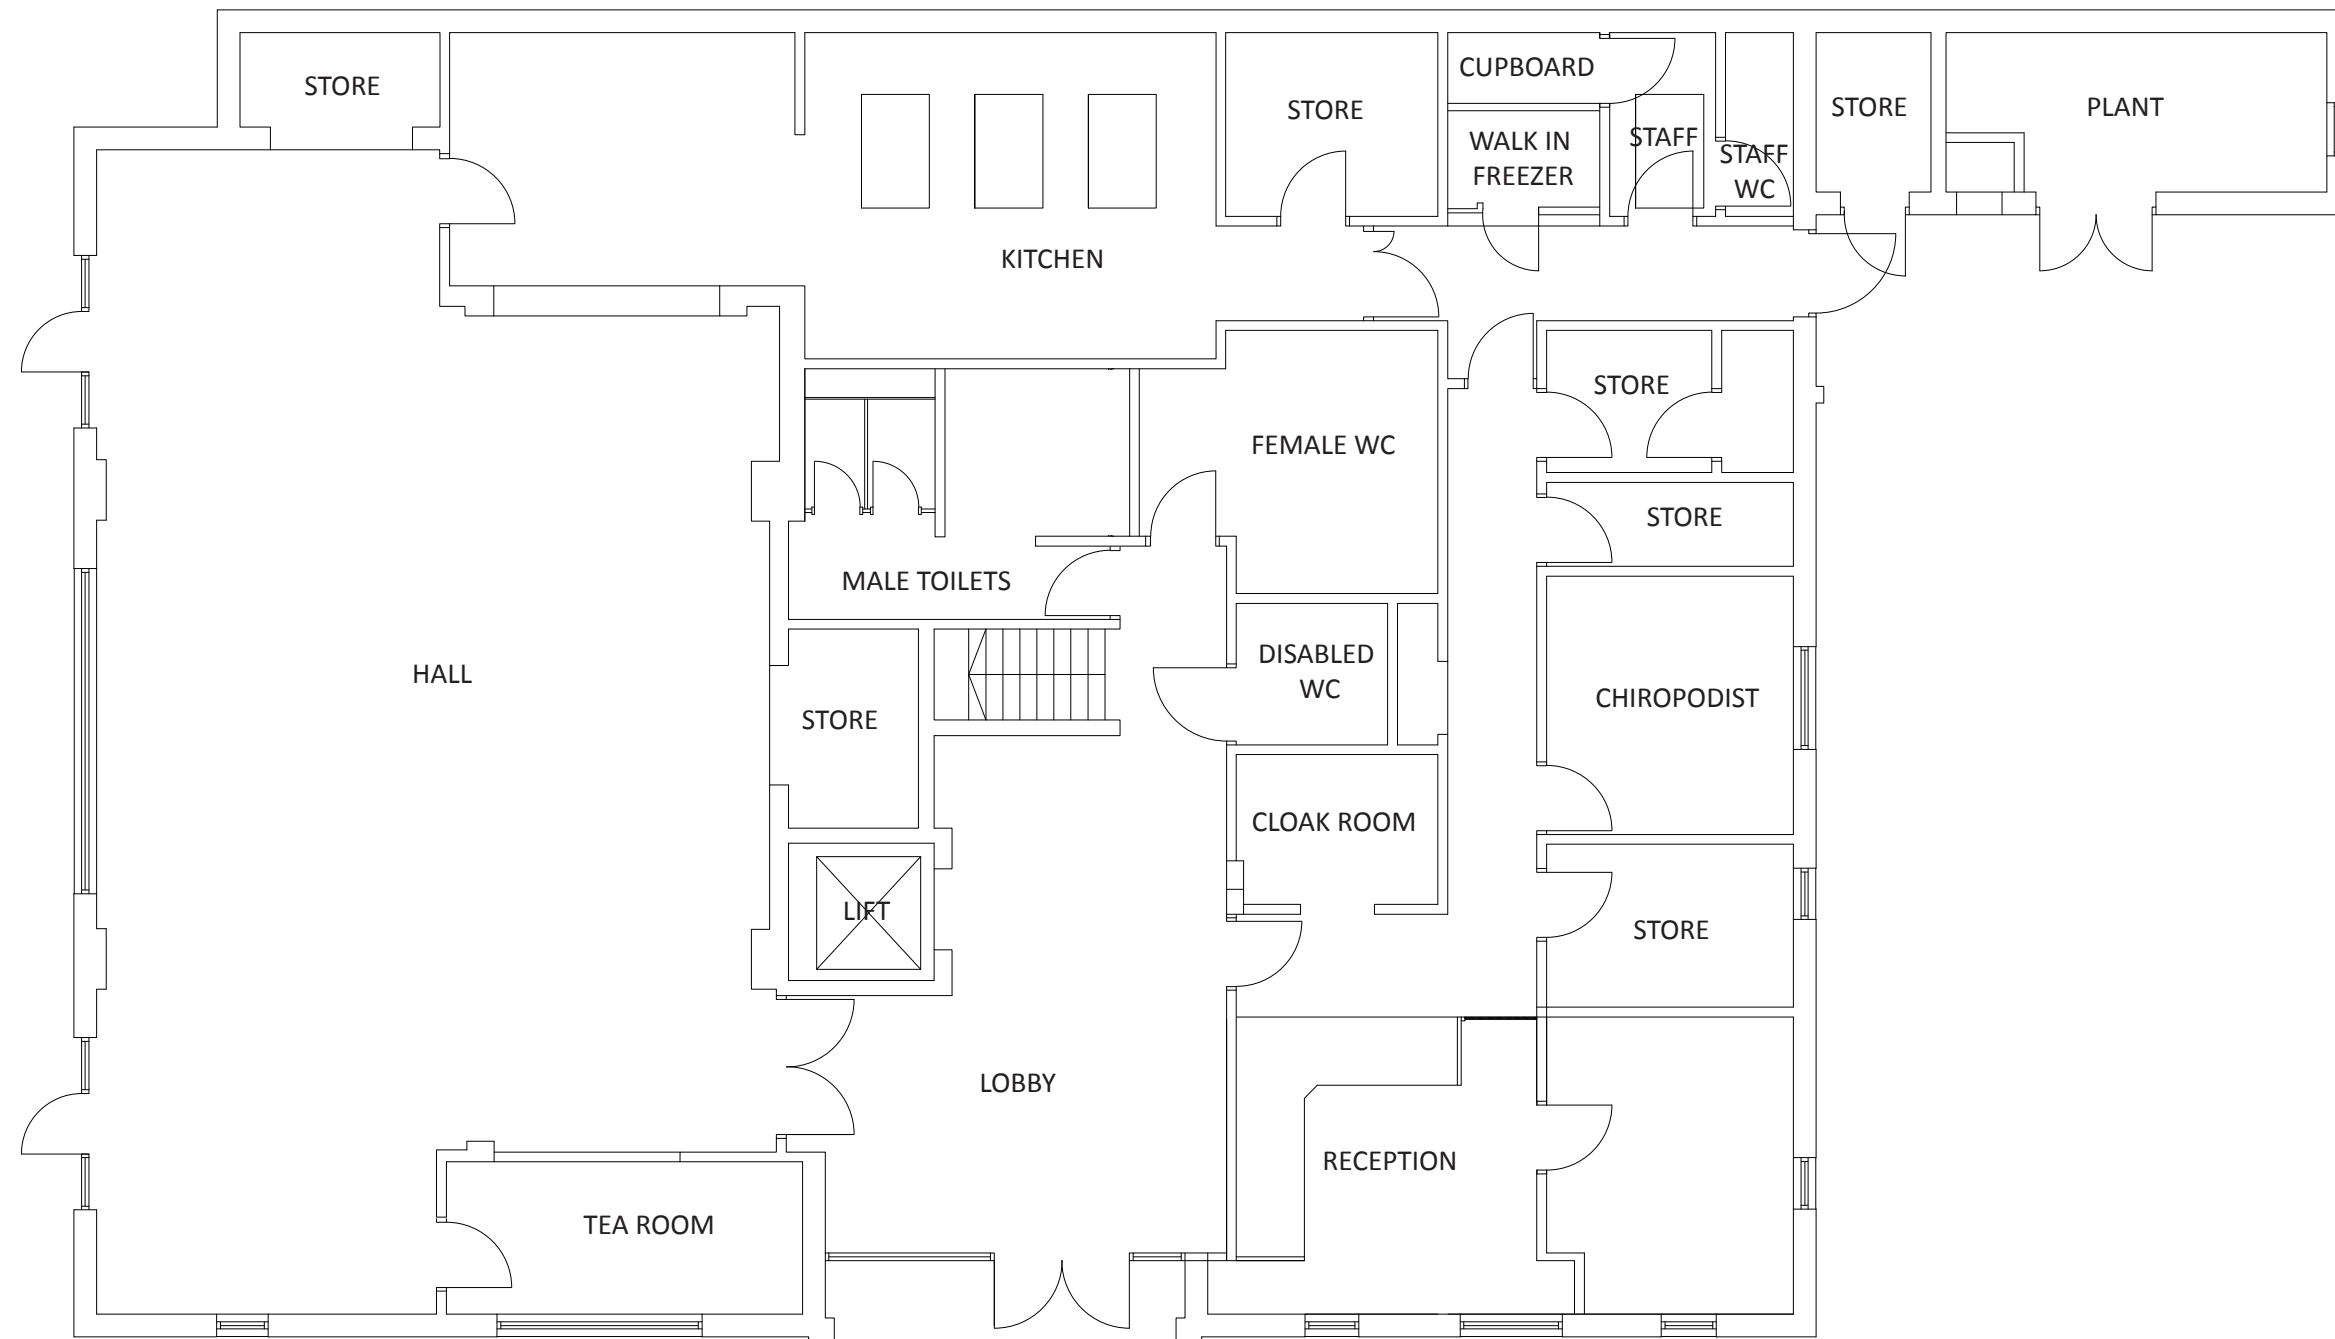 STORE
CUPBOARD
STORE
STORE
PLANT
WALK IN
FREEZER
STAFF
STAFF
WC
KITCHEN
STORE
FEMALE WC
STORE
MALE TOILETS
HALL
DISABLED
WC
CHIROPODIST
STORE
CLOAK ROOM
LIFT
STORE
LOBBY
RECEPTION
TEA ROOM